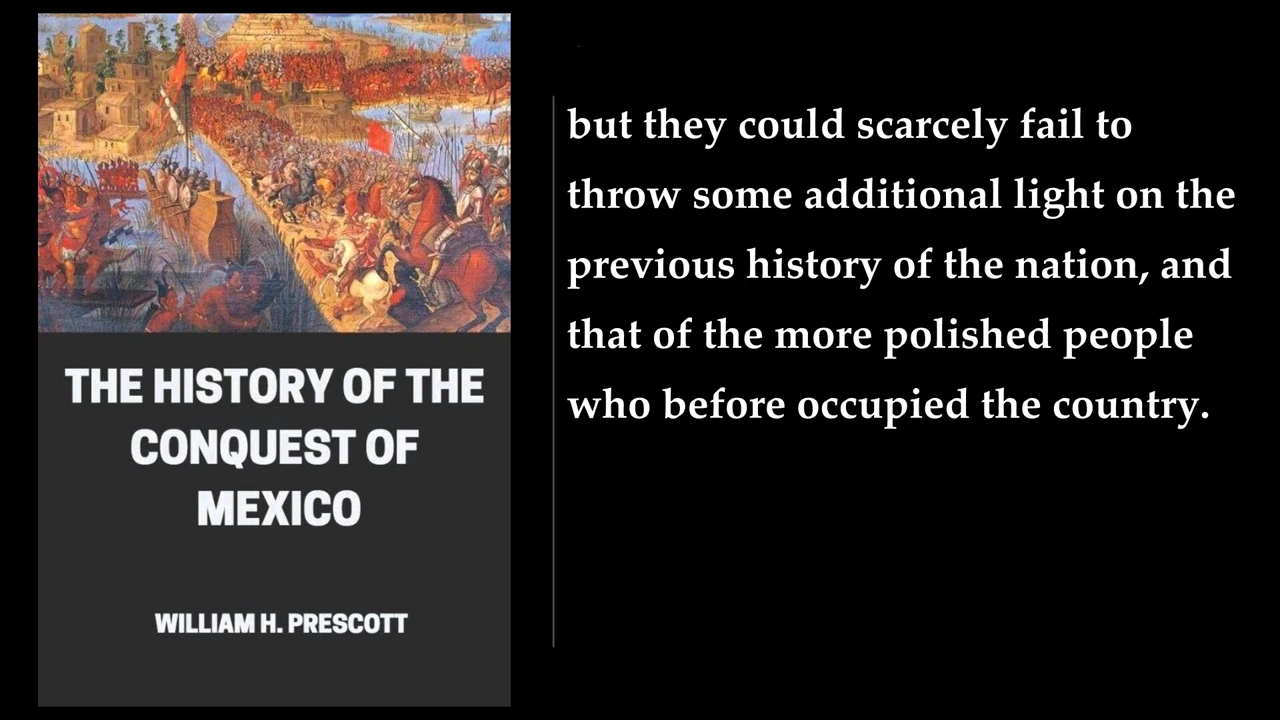 THE HISTORY OF THE
CONQUEST OF
MEXICO
WILLIAM H. PRESCOTT
but they could scarcely fail to
throw some additional light on the
previous history of the nation, and
that of the more polished people
who before occupied the country.